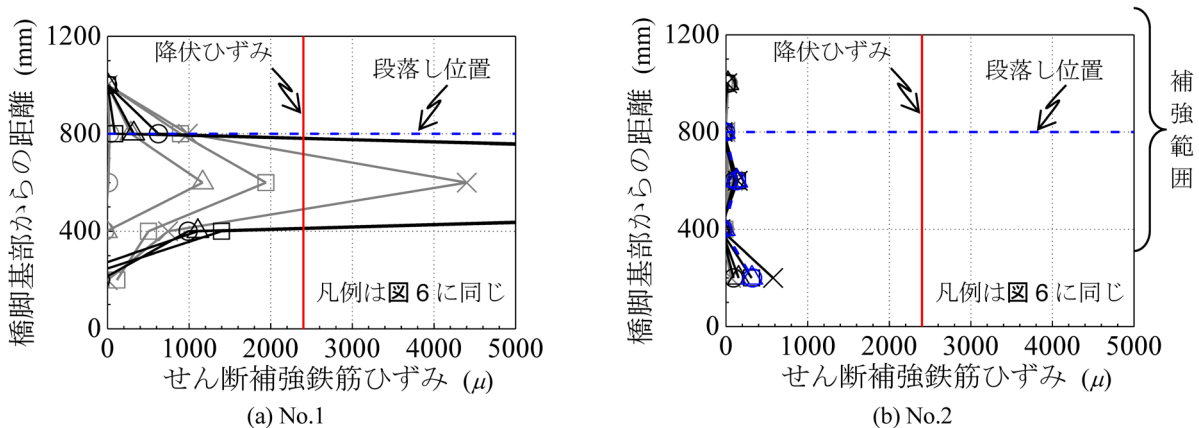 橋脚基部からの距離 (mm)
1200
800
400
0
降伏ひずみ
段落し位置
凡例は図6に同じ
0 1000 2000 3000 4000 5000
せん断補強鉄筋ひずみ (μ)
(a) No.1
橋脚基部からの距離 (mm)
1200
800
400
0
降伏ひずみ
段落し位置
凡例は図6に同じ
0 1000 2000 3000 4000 5000
せん断補強鉄筋ひずみ (μ)
(b) No.2
補強範囲